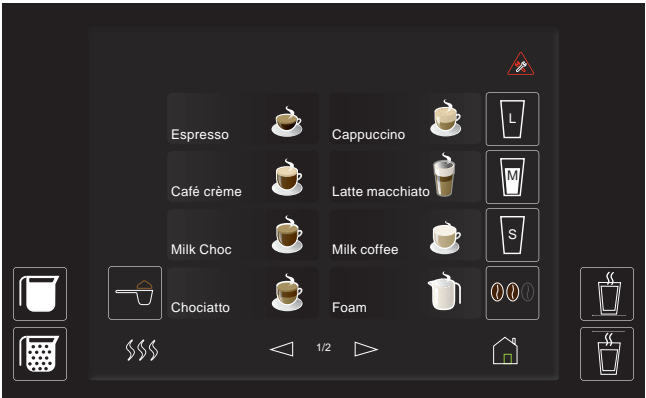 L
Espresso
Cappuccino
M
Café crème
Latte macchiato
S
Milk Choc
Milk coffee
Chociatto
Foam
1/2